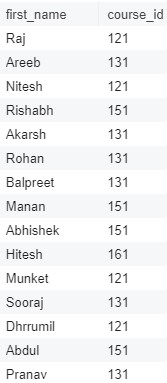 first_name course_id
Raj 121
Areeb 131
Nitesh 121
Rishabh 151
Akarsh 131
Rohan 131
Balpreet 131
Manan 151
Abhishek 151
Hitesh 161
Munket 121
Sooraj 131
Dhrrumil 121
Abdul 151
Pranav 131